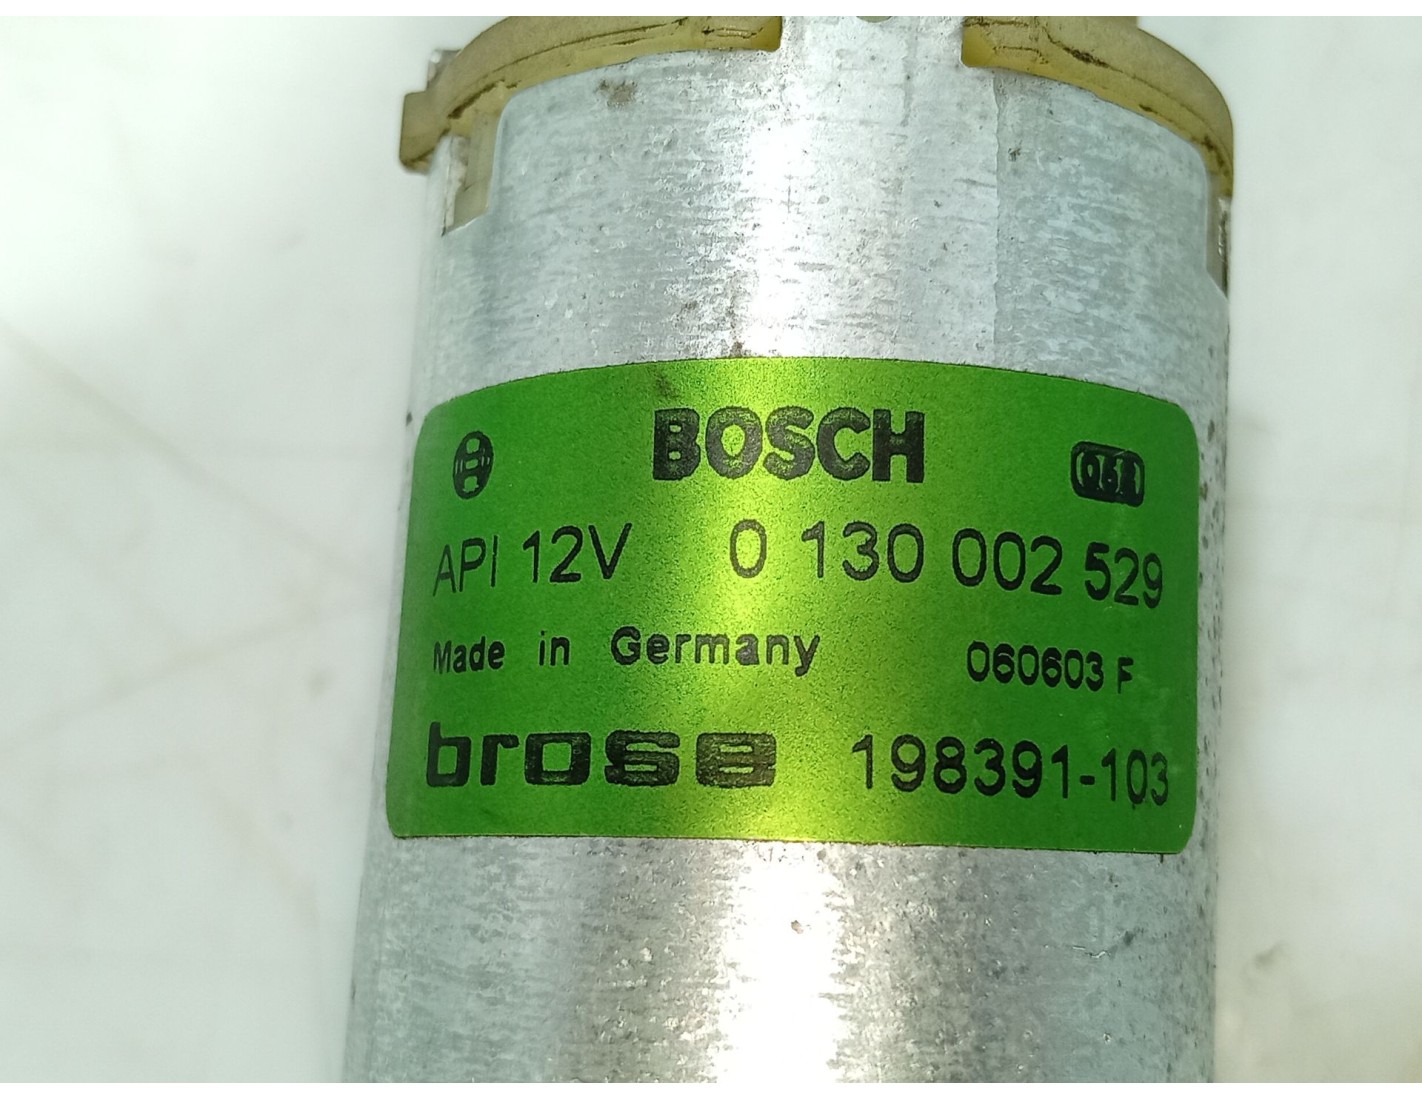 BOSCH
API 12V 0 130 002 529
Made in Germany 060603 F
brose 198391-103